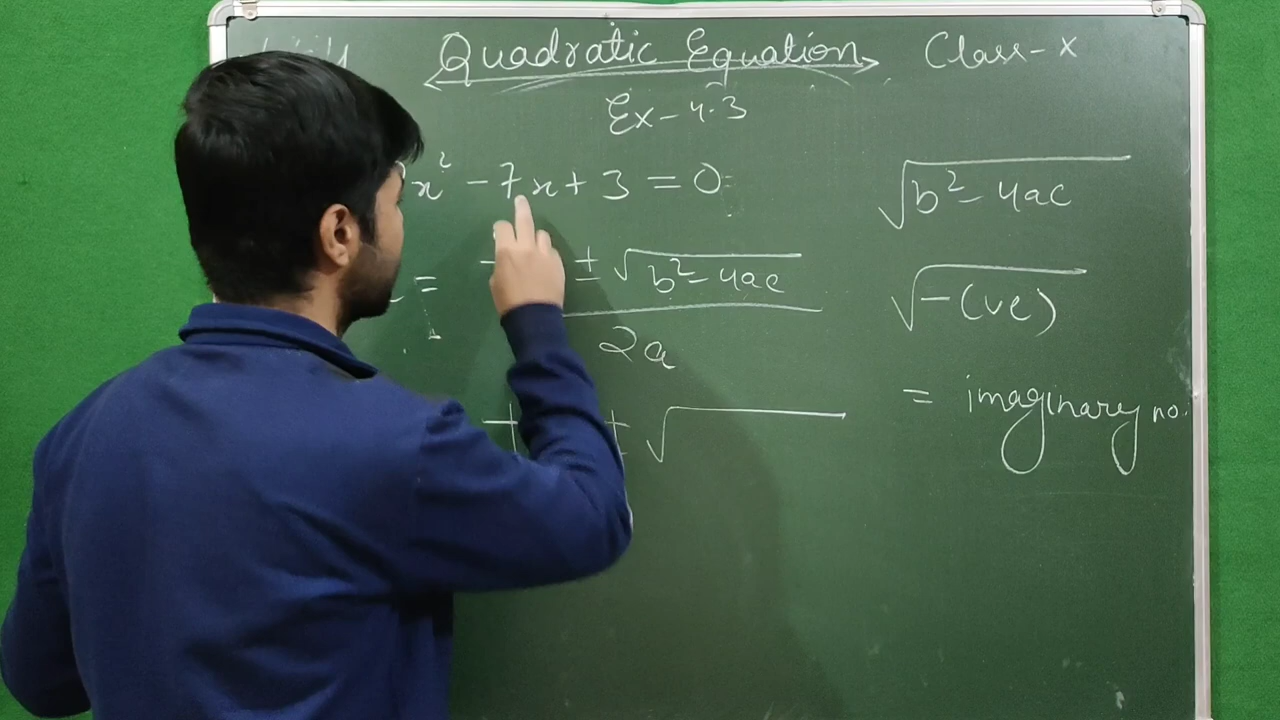 Quadratic Equation Class-X
Ex-4.3
x² -7x+3 =0
= - ± √b²-4ac
2a
+ ± √
√b²-4ac
√-(ve)
= imaginary no.